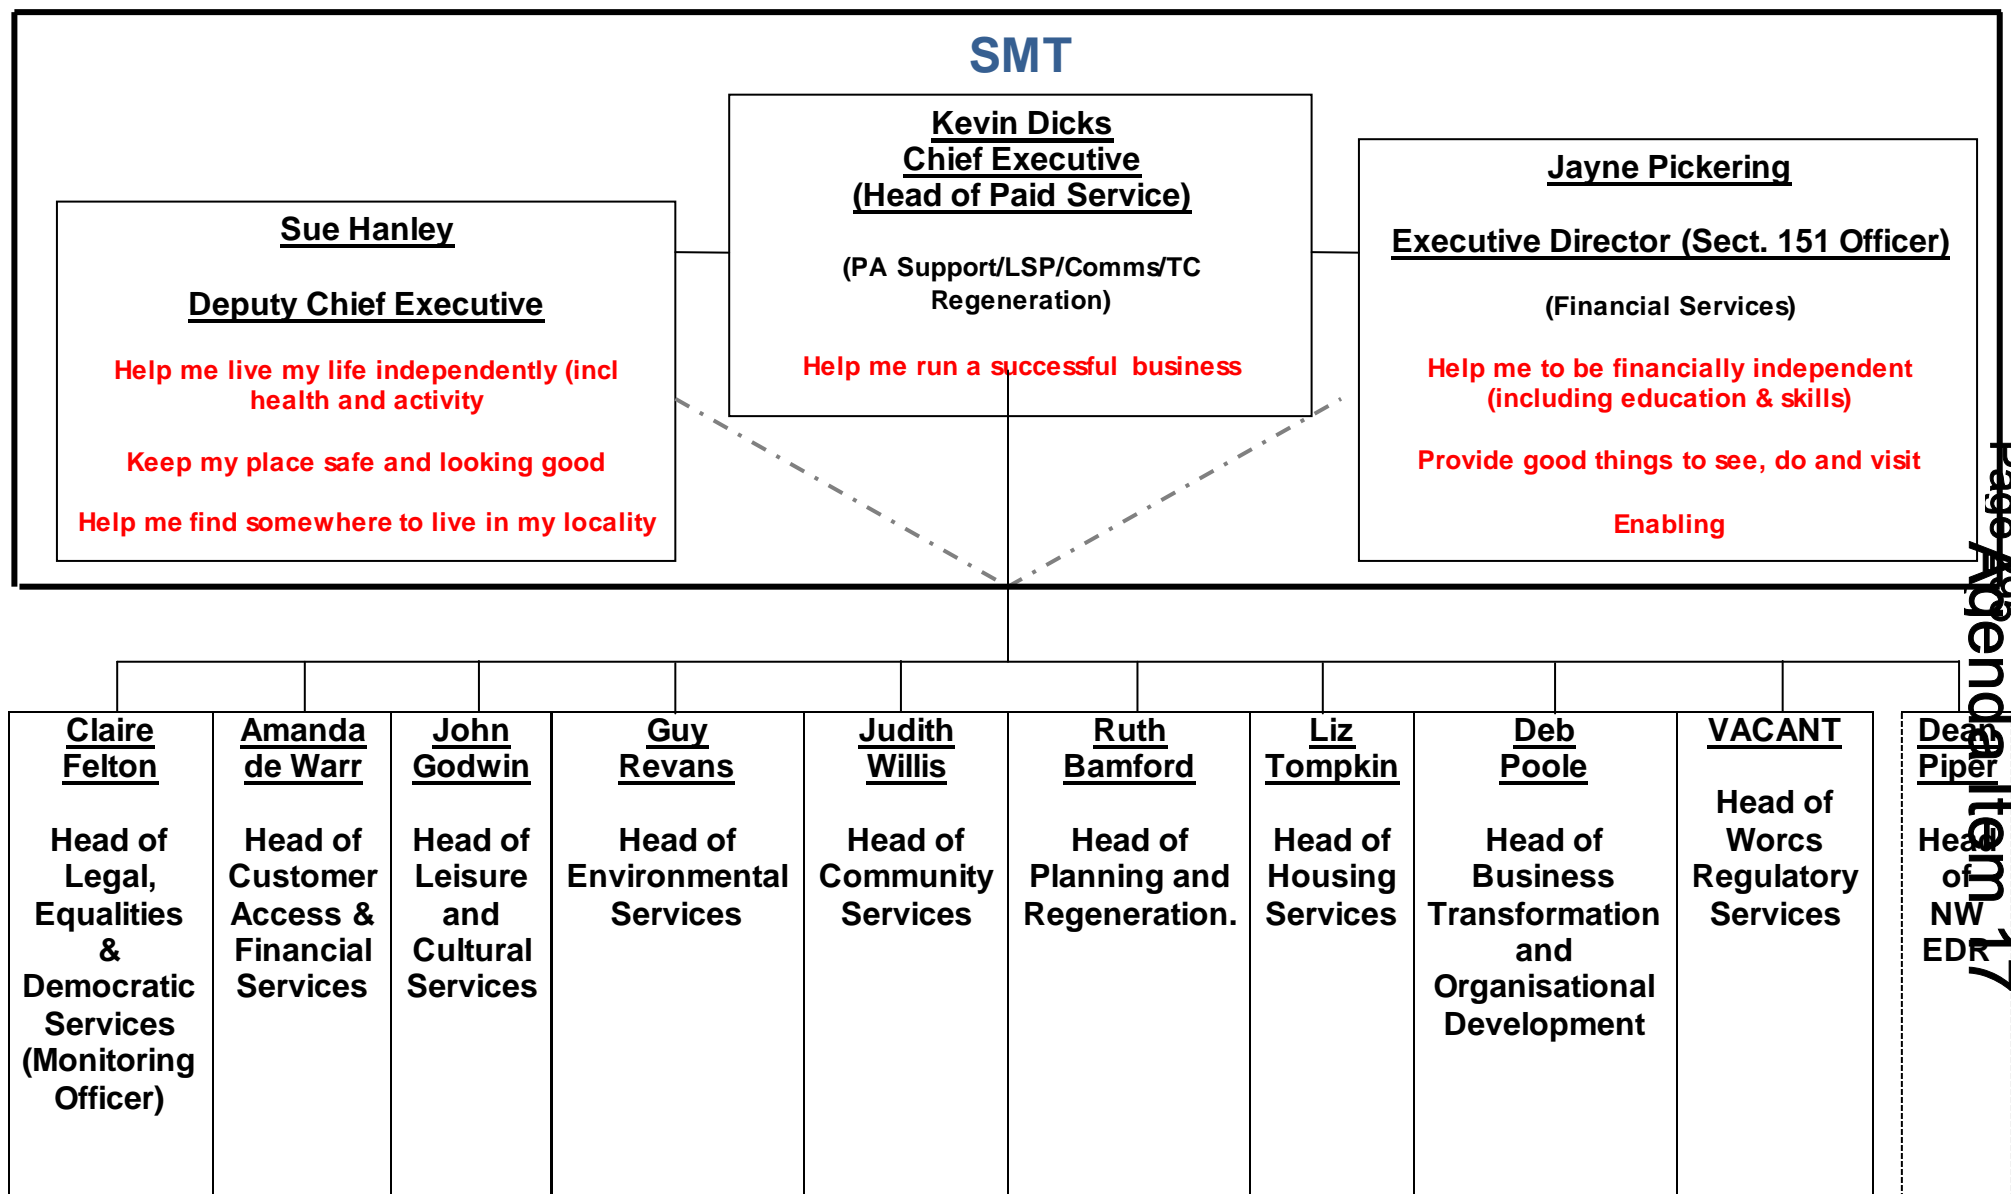 SMT
Kevin Dicks
Chief Executive
(Head of Paid Service)
(PA Support/LSP/Comms/TC
Regeneration)
Help me run a successful business
Sue Hanley
Deputy Chief Executive
Help me live my life independently (incl
health and activity
Keep my place safe and looking good
Help me find somewhere to live in my locality
Jayne Pickering
Executive Director (Sect. 151 Officer)
(Financial Services)
Help me to be financially independent
(including education & skills)
Provide good things to see, do and visit
Enabling
Claire
Felton
Head of
Legal,
Equalities
&
Democratic
Services
(Monitoring
Officer)
Amanda
de Warr
Head of
Customer
Access &
Financial
Services
John
Godwin
Head of
Leisure
and
Cultural
Services
Guy
Revans
Head of
Environmental
Services
Judith
Willis
Head of
Community
Services
Ruth
Bamford
Head of
Planning and
Regeneration.
Liz
Tompkin
Head of
Housing
Services
Deb
Poole
Head of
Business
Transformation
and
Organisational
Development
VACANT
Head of
Worcs
Regulatory
Services
Dean
Piper
Head
of
NW
EDR
Page
Agenda Item 17